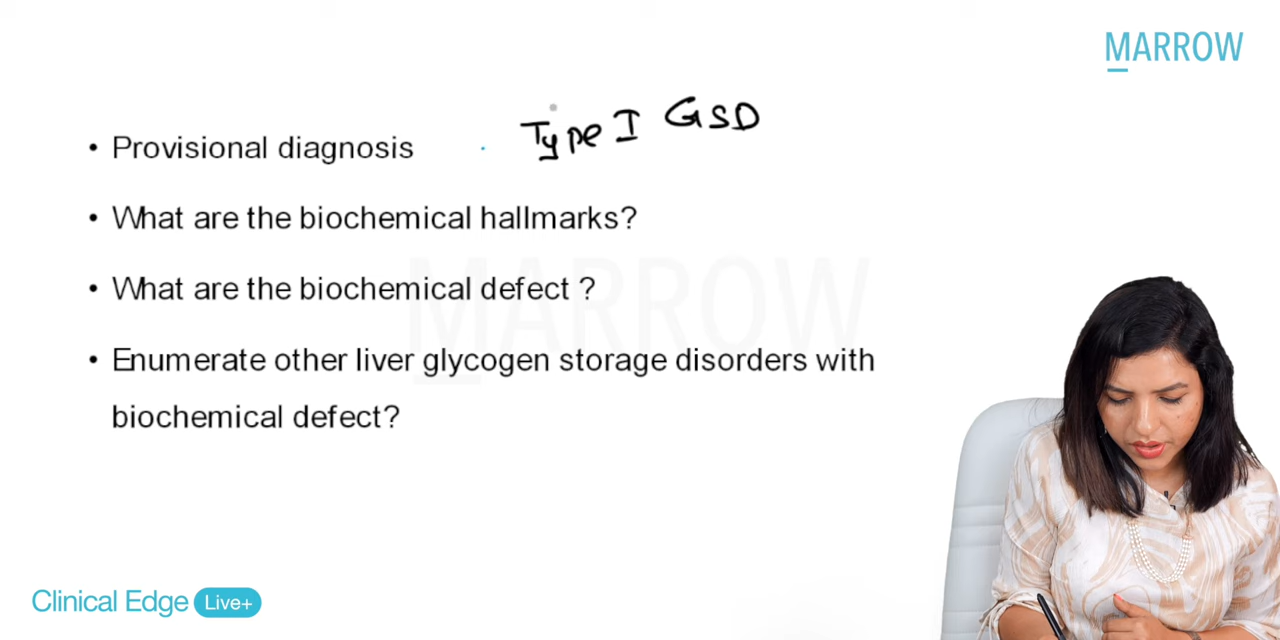 MARROW
Type I GSD
• Provisional diagnosis
• What are the biochemical hallmarks?
• What are the biochemical defect ?
MARROW
• Enumerate other liver glycogen storage disorders with
biochemical defect?
Clinical Edge Live+